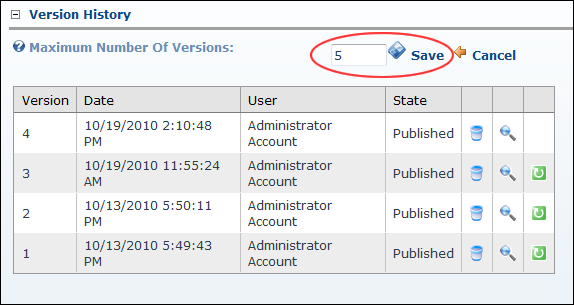 Version History
Maximum Number Of Versions: 5 Save Cancel
Version Date User State
4 10/19/2010 2:10:48 PM Administrator Account Published
3 10/19/2010 11:55:24 AM Administrator Account Published
2 10/13/2010 5:50:11 PM Administrator Account Published
1 10/13/2010 5:49:43 PM Administrator Account Published